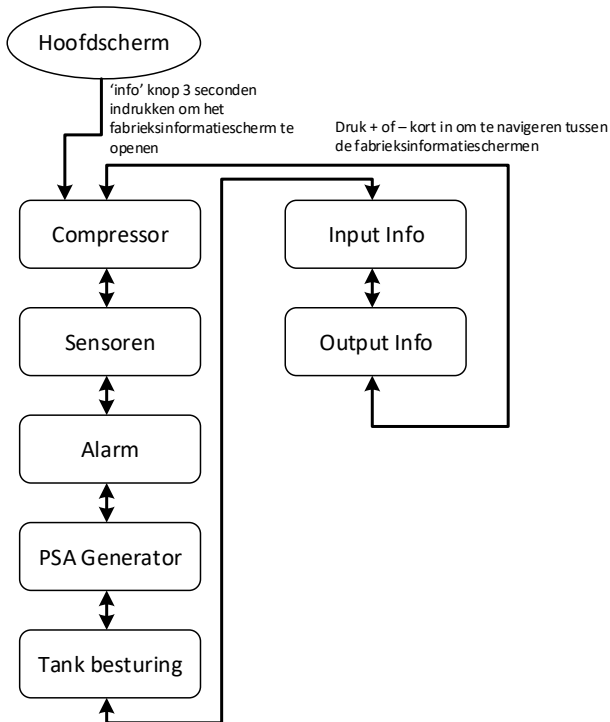 Hoofdscherm
‘info’ knop 3 seconden
indrukken om het
fabrieksinformatiescherm te
openen
Druk + of – kort in om te navigeren tussen
de fabrieksinformatieschermen
Compressor
Sensoren
Alarm
PSA Generator
Tank besturing
Input Info
Output Info